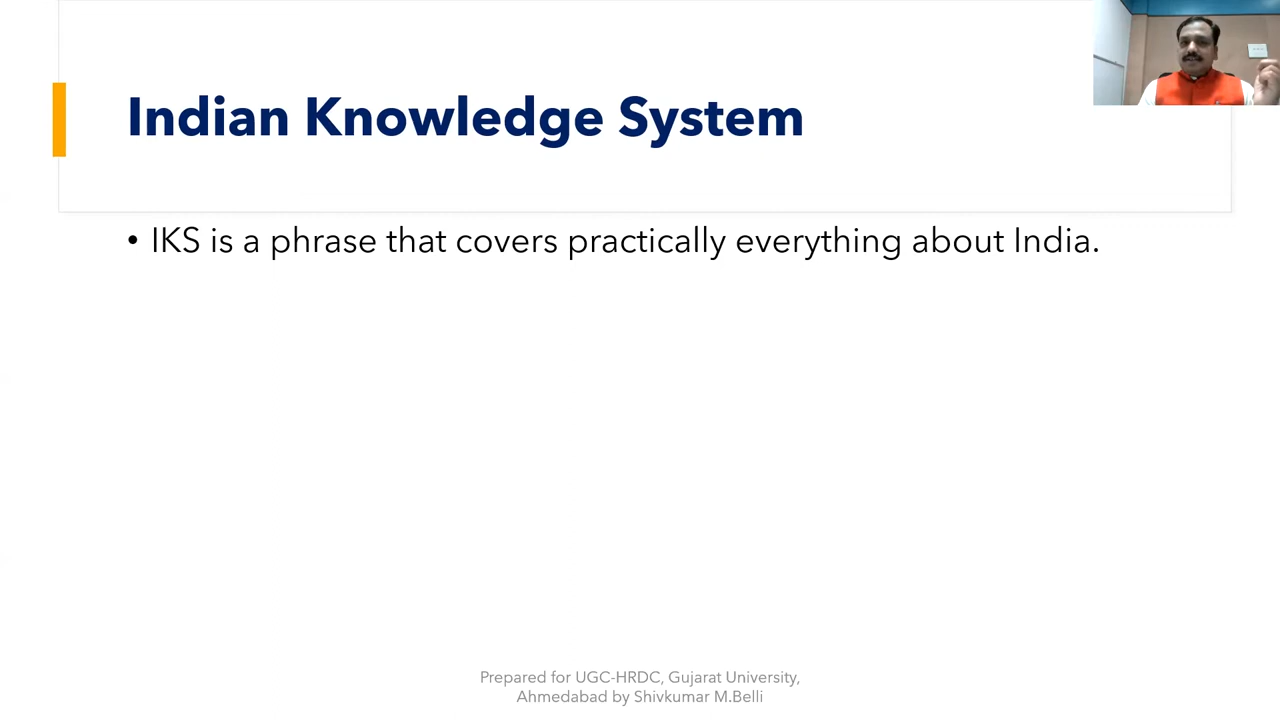 Indian Knowledge System
• IKS is a phrase that covers practically everything about India.
Prepared for UGC-HRDC, Gujarat University,
Ahmedabad by Shivkumar M.Belli